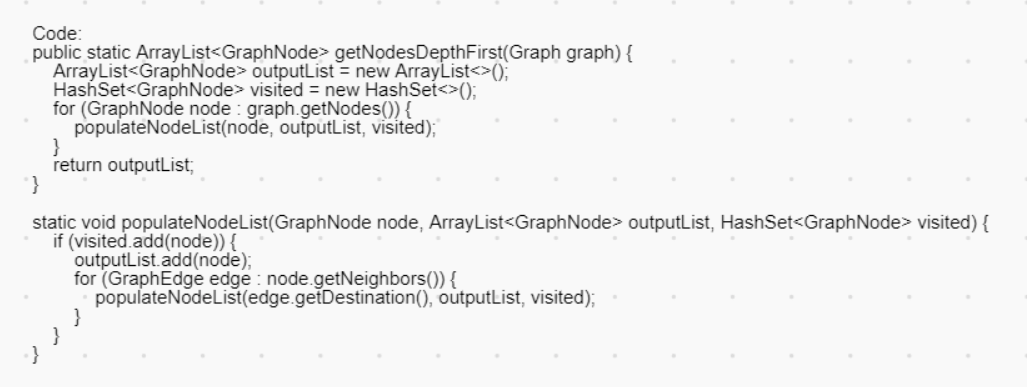 Code:
public static ArrayList<GraphNode> getNodesDepthFirst(Graph graph) {
ArrayList<GraphNode> outputList = new ArrayList<>();
HashSet<GraphNode> visited = new HashSet<>();
for (GraphNode node : graph.getNodes()) {
populateNodeList(node, outputList, visited);
}
return outputList;
}
static void populateNodeList(GraphNode node, ArrayList<GraphNode> outputList, HashSet<GraphNode> visited) {
if (visited.add(node)) {
outputList.add(node);
for (GraphEdge edge : node.getNeighbors()) {
populateNodeList(edge.getDestination(), outputList, visited);
}
}
}